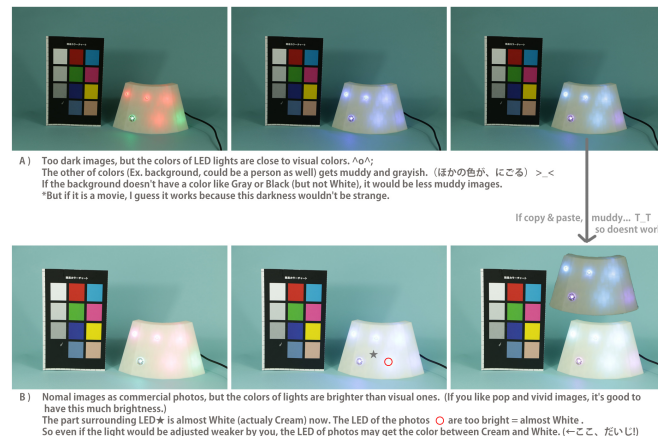 A )   Too dark images, but the colors of LED lights are close to visual colors. ^o^;
The other of colors (Ex. background, could be a person as well) gets muddy and grayish.（ほかの色が、にごる） >_<
If the background doesn't have a color like Gray or Black (but not White), it would be less muddy images.
*But if it is a movie, I guess it works because this darkness wouldn't be strange.
If copy & paste, muddy... T_T
so doesnt work
B )   Nomal images as commercial photos, but the colors of lights are brighter than visual ones. (If you like pop and vivid images, it's good to
have this much brightness.)
The part surrounding LED★ is almost White (actualy Cream) now. The LED of the photos ○ are too bright = almost White .
So even if the light would be adjusted weaker by you, the LED of photos may get the color between Cream and White. (←ここ、だいじ!)